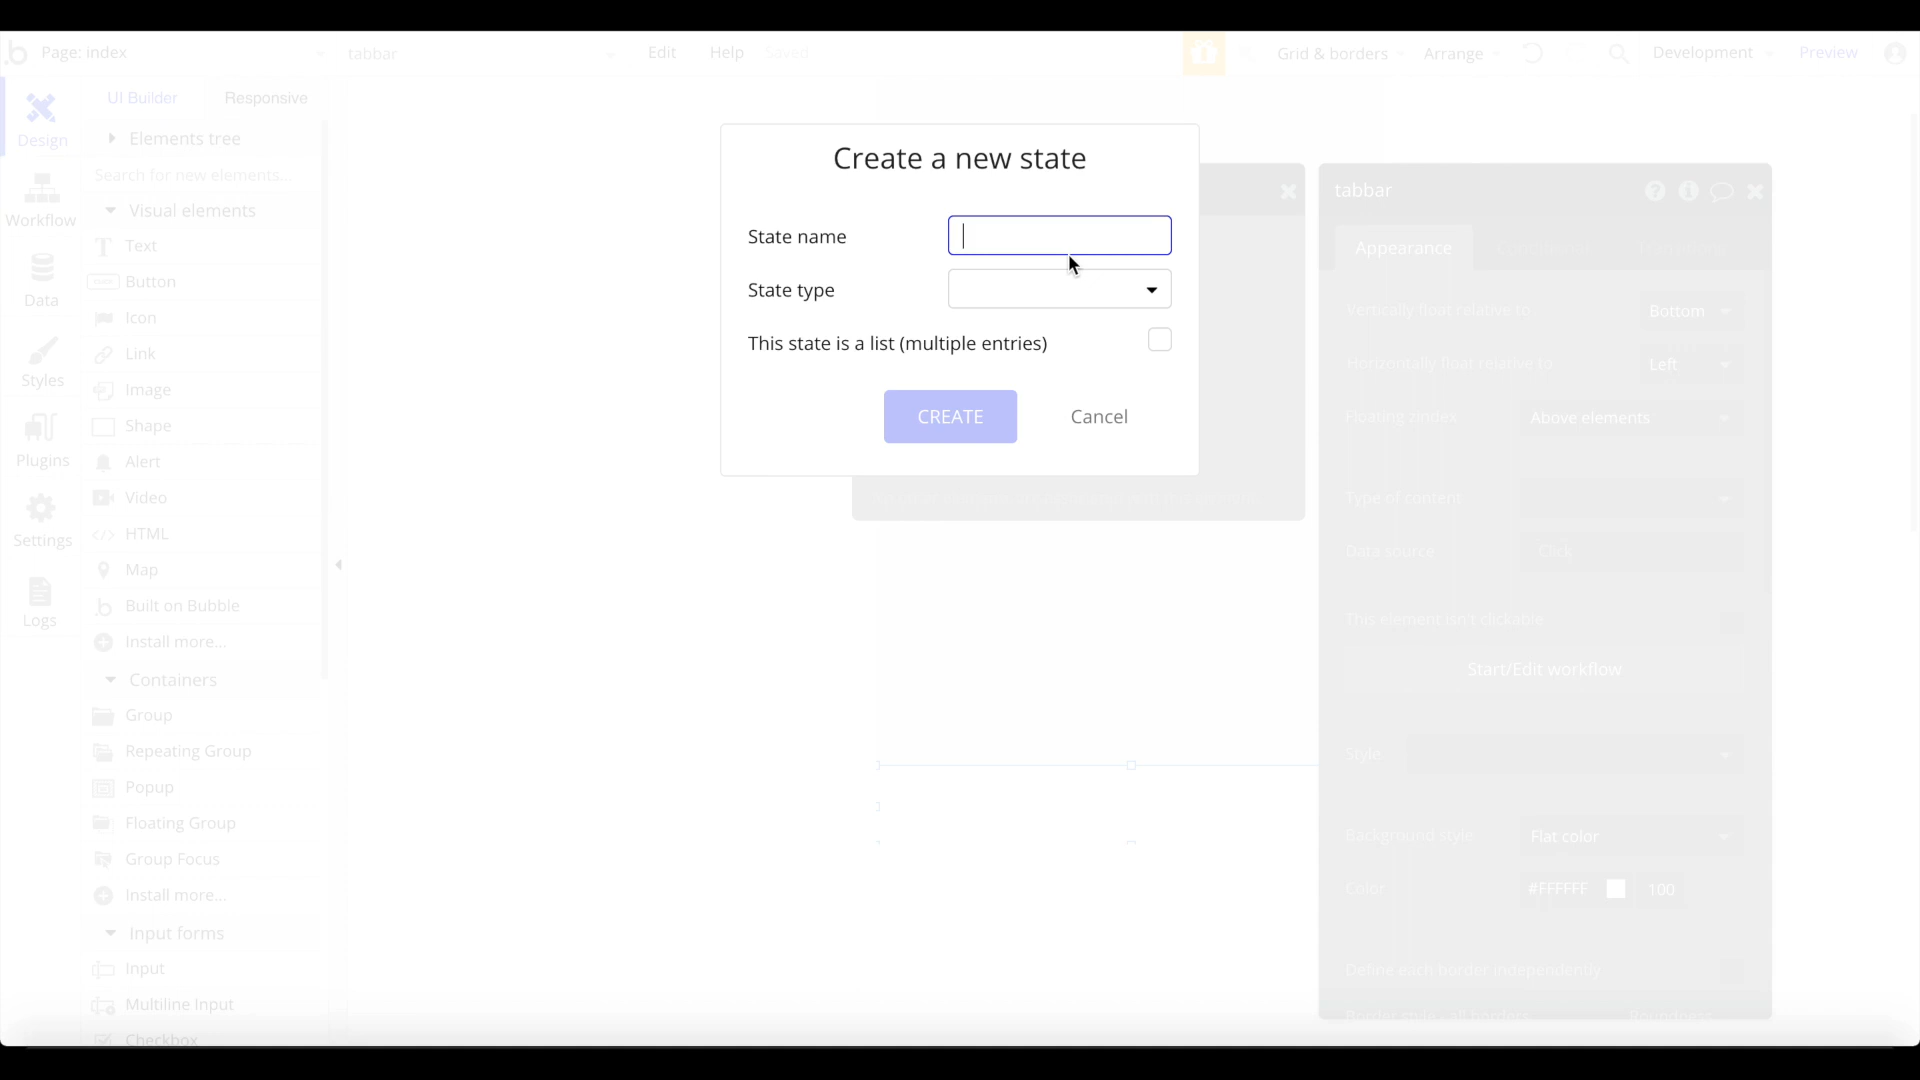 Page: index
tabbar
Edit
Help
Saved
Grid & borders
Arrange
Development
Preview
UI Builder
Responsive
Design
Workflow
Data
Styles
Plugins
Settings
Logs
Elements tree
Search for new elements...
Visual elements
Text
Button
Icon
Link
Image
Shape
Alert
Video
HTML
Map
Built on Bubble
Install more...
Containers
Group
Repeating Group
Popup
Floating Group
Group Focus
Install more...
Input forms
Input
Multiline Input
Checkbox
Create a new state
State name
State type
This state is a list (multiple entries)
CREATE
Cancel
tabbar
Appearance
Vertically float relative to
Bottom
Horizontally float relative to
Left
Floating zindex
Above elements
Type of content
Data source
Click
This element isn't clickable
Start/Edit workflow
Style
Background style
Flat color
Color
#FFFFFF
100
Define each border independently
Border style - all borders
Roundness